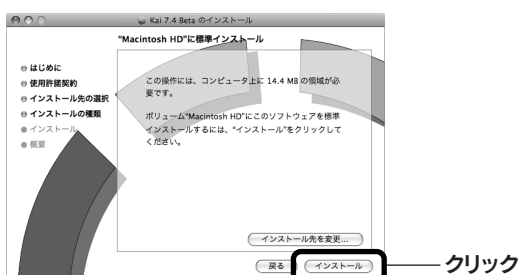 Kai 7.4 Beta のインストール
"Macintosh HD"に標準インストール
はじめに
使用許諾契約
インストール先の選択
インストールの種類
インストール
概要
この操作には、コンピュータ上に 14.4 MB の領域が必
要です。
ボリューム"Macintosh HD"にこのソフトウェアを標準
インストールするには、"インストール"をクリックして
ください。
インストール先を変更...
戻る
インストール
クリック